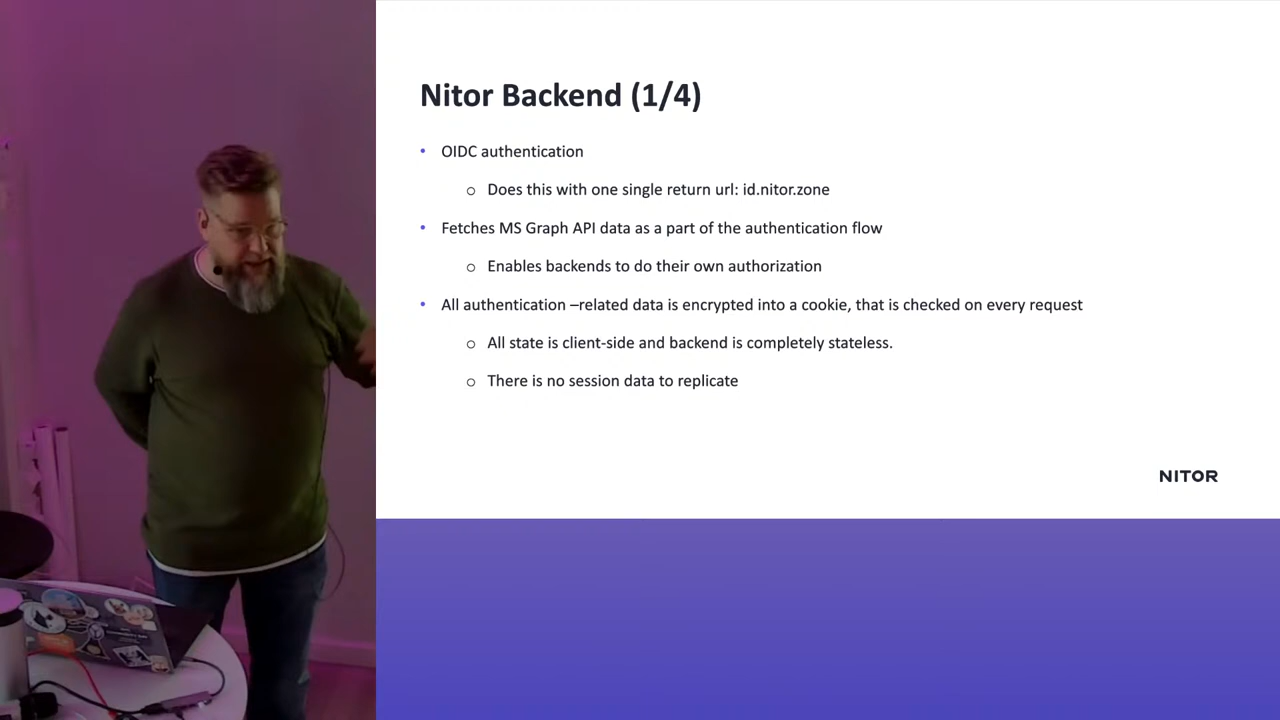 Nitor Backend (1/4)
• OIDC authentication
o Does this with one single return url: id.nitor.zone
• Fetches MS Graph API data as a part of the authentication flow
o Enables backends to do their own authorization
• All authentication –related data is encrypted into a cookie, that is checked on every request
o All state is client-side and backend is completely stateless.
o There is no session data to replicate
NITOR